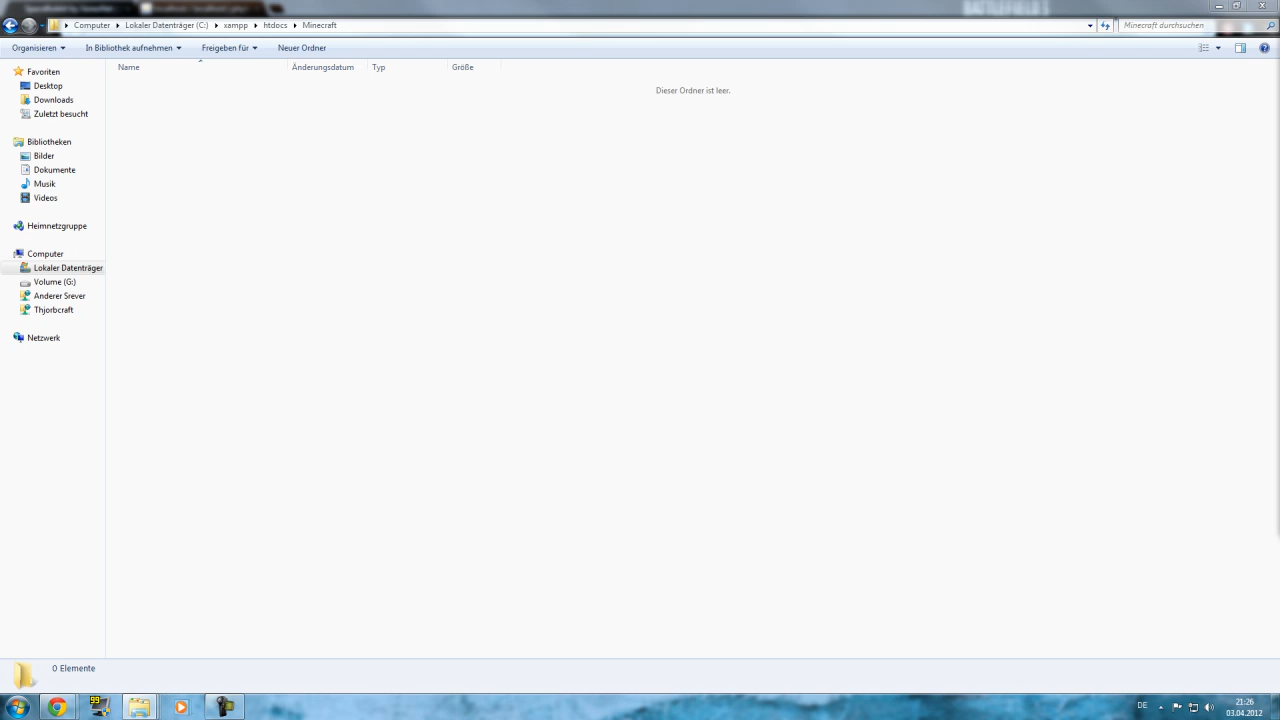 Computer Lokaler Datenträger (C:) xampp htdocs Minecraft Minecraft durchsuchen
Organisieren In Bibliothek aufnehmen Freigeben für Neuer Ordner
Name Änderungsdatum Typ Größe
Dieser Ordner ist leer.
Favoriten
Desktop
Downloads
Zuletzt besucht
Bibliotheken
Bilder
Dokumente
Musik
Videos
Heimnetzgruppe
Computer
Lokaler Datenträger
Volume (G:)
Anderer Srever
Thjorbcraft
Netzwerk
0 Elemente
99
DE 21:26
03.04.2012